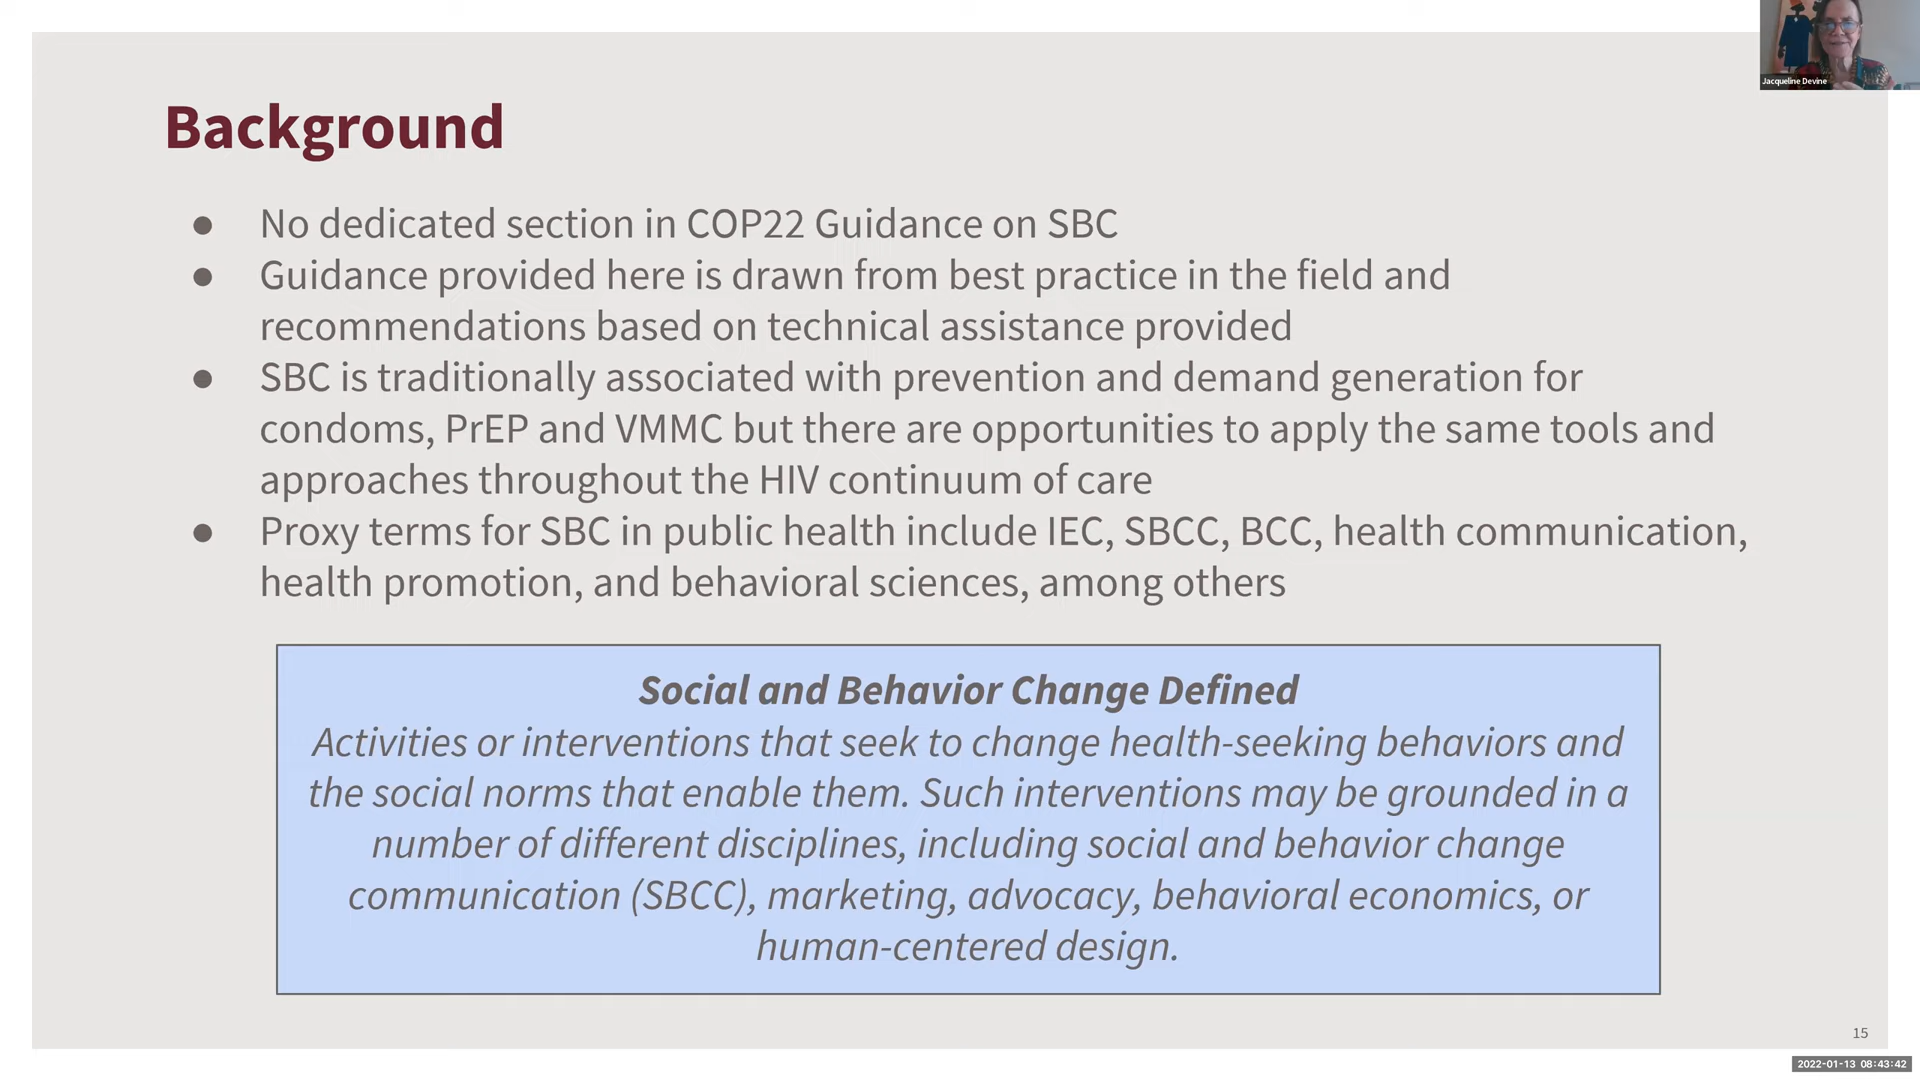 Jacqueline Devine
Background
● No dedicated section in COP22 Guidance on SBC
● Guidance provided here is drawn from best practice in the field and
recommendations based on technical assistance provided
● SBC is traditionally associated with prevention and demand generation for
condoms, PrEP and VMMC but there are opportunities to apply the same tools and
approaches throughout the HIV continuum of care
● Proxy terms for SBC in public health include IEC, SBCC, BCC, health communication,
health promotion, and behavioral sciences, among others
Social and Behavior Change Defined
Activities or interventions that seek to change health-seeking behaviors and
the social norms that enable them. Such interventions may be grounded in a
number of different disciplines, including social and behavior change
communication (SBCC), marketing, advocacy, behavioral economics, or
human-centered design.
15
2022-01-13 08:43:42